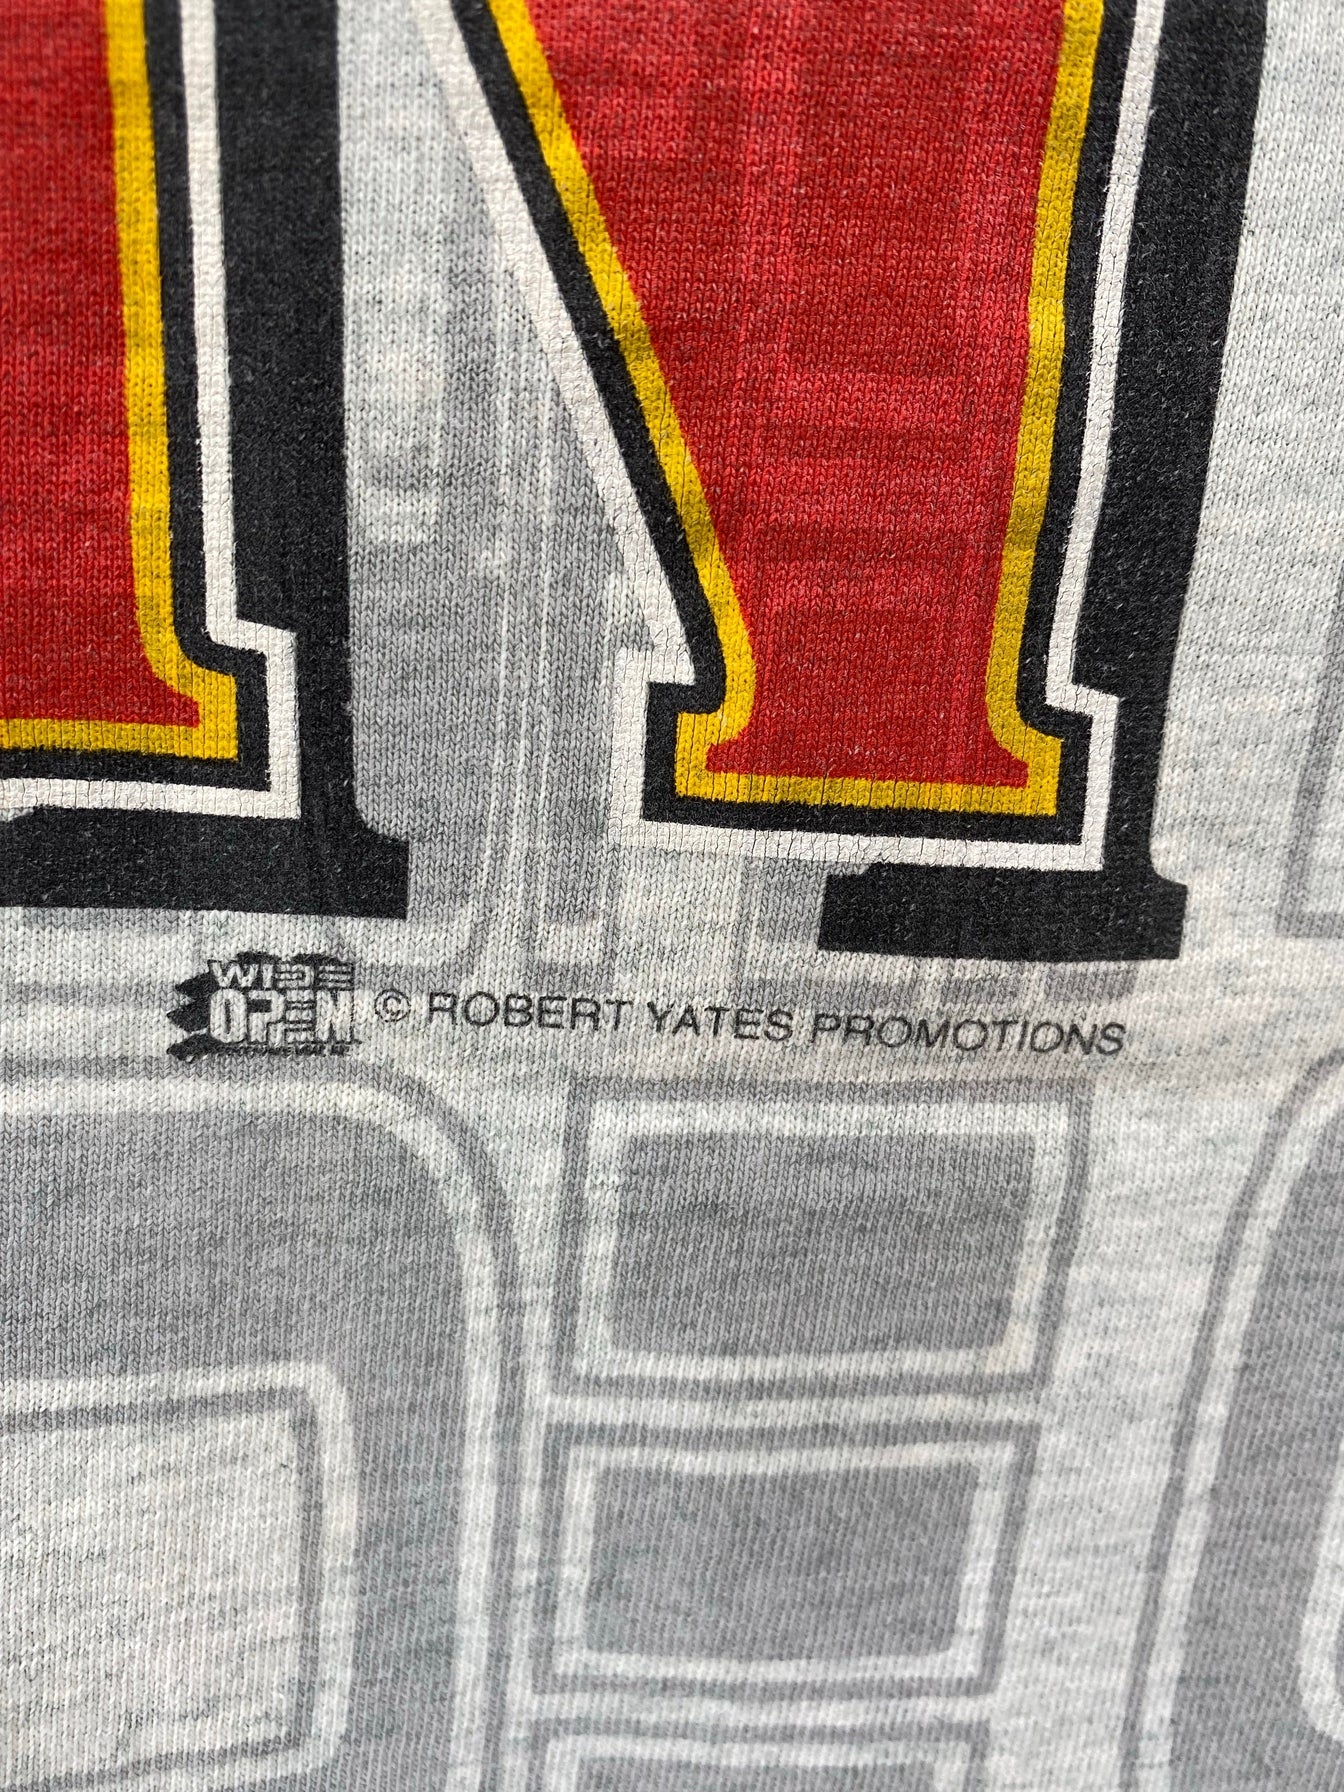 WIDE
OPEN © ROBERT YATES PROMOTIONS